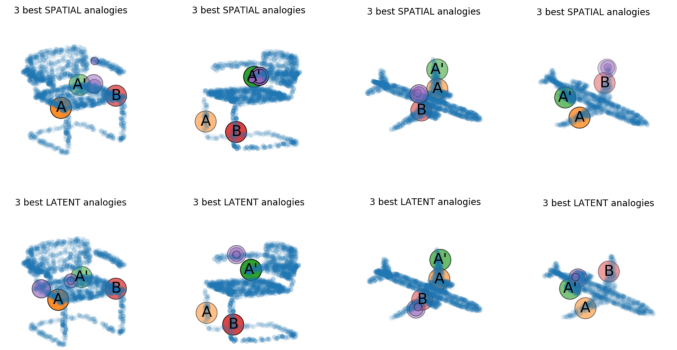 3 best SPATIAL analogies
3 best SPATIAL analogies
3 best SPATIAL analogies
3 best SPATIAL analogies
A' B A
A' A B
A' A B
B A' A
3 best LATENT analogies
3 best LATENT analogies
3 best LATENT analogies
3 best LATENT analogies
A' B A
A' A B
A' A B
B A' A